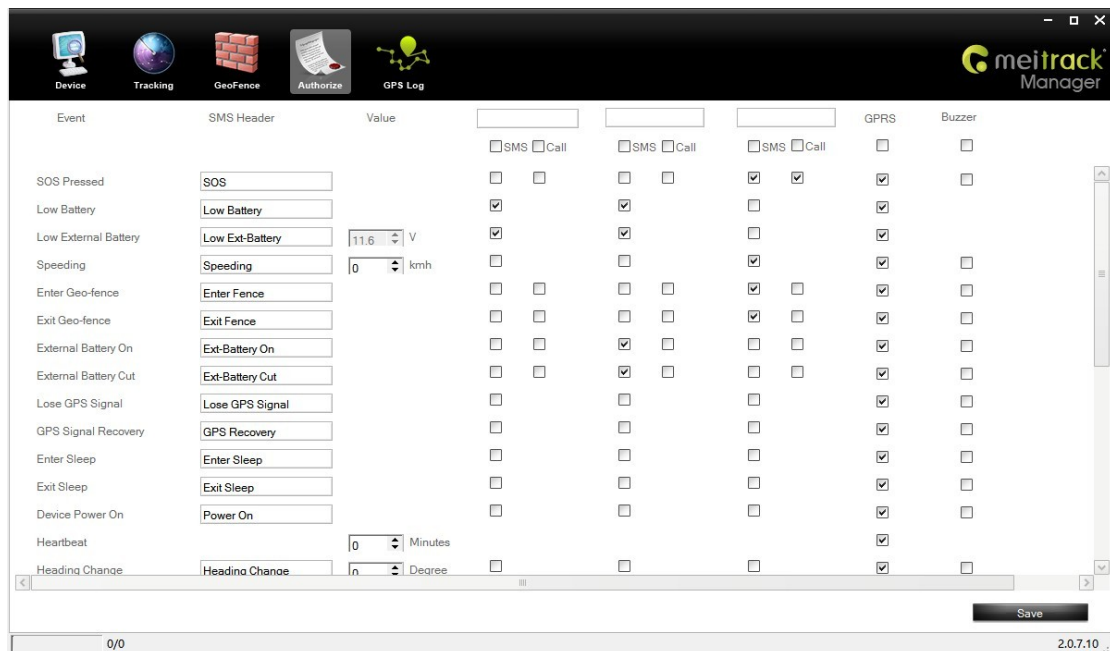 meitrack
Manager
Device Tracking GeoFence Authorize GPS Log
Event SMS Header Value GPRS Buzzer
SMS Call SMS Call SMS Call
SOS Pressed SOS
Low Battery Low Battery
Low External Battery Low Ext-Battery 11.6 V
Speeding Speeding 0 kmh
Enter Geo-fence Enter Fence
Exit Geo-fence Exit Fence
External Battery On Ext-Battery On
External Battery Cut Ext-Battery Cut
Lose GPS Signal Lose GPS Signal
GPS Signal Recovery GPS Recovery
Enter Sleep Enter Sleep
Exit Sleep Exit Sleep
Device Power On Power On
Heartbeat 0 Minutes
Heading Change Heading Change 0 Degree
Save
0/0 2.0.7.10